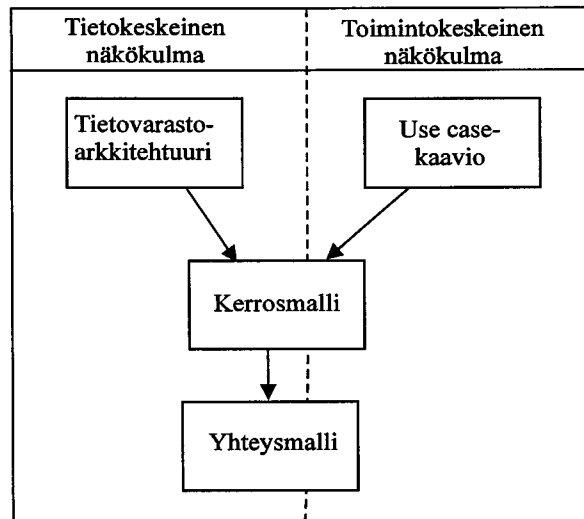 Tietokeskeinen
näkökulma
Toimintokeskeinen
näkökulma
Tietovarasto-
arkkitehtuuri
Use case-
kaavio
Kerrosmalli
Yhteysmalli